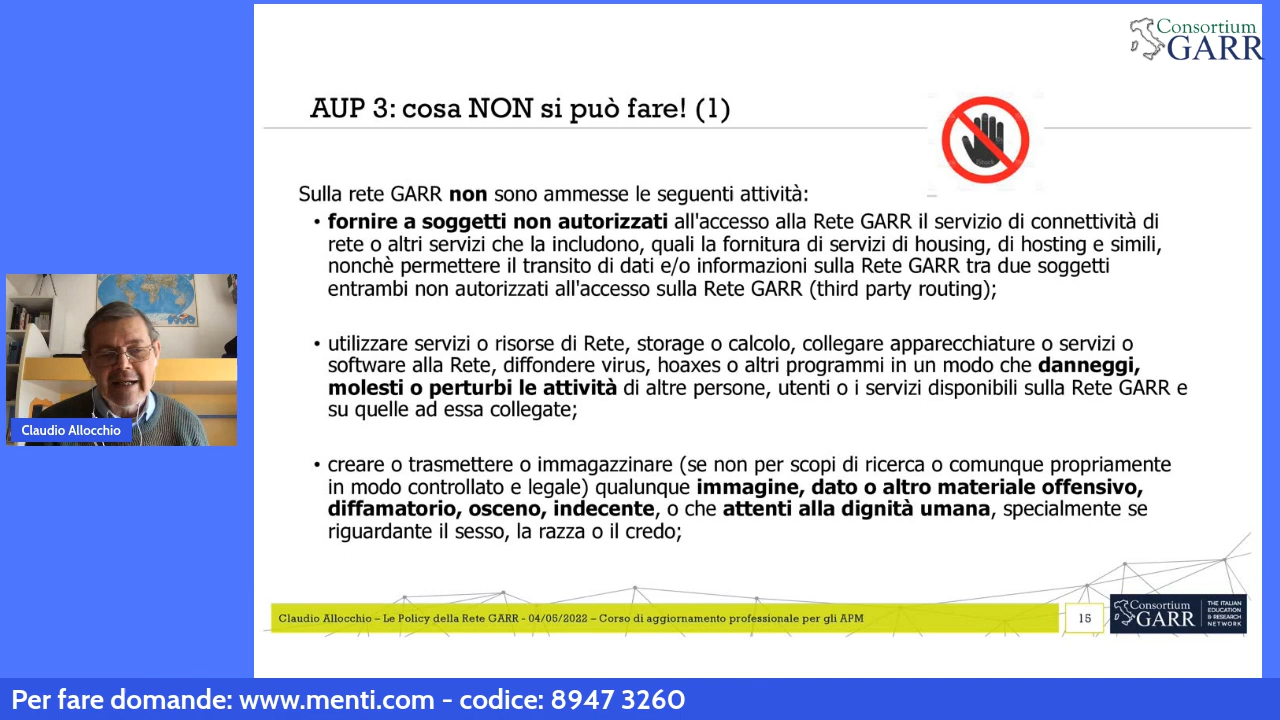 Consortium
GARR
AUP 3: cosa NON si può fare! (1)
iStock
Sulla rete GARR non sono ammesse le seguenti attività:
• fornire a soggetti non autorizzati all'accesso alla Rete GARR il servizio di connettività di
rete o altri servizi che la includono, quali la fornitura di servizi di housing, di hosting e simili,
nonchè permettere il transito di dati e/o informazioni sulla Rete GARR tra due soggetti
entrambi non autorizzati all'accesso sulla Rete GARR (third party routing);
• utilizzare servizi o risorse di Rete, storage o calcolo, collegare apparecchiature o servizi o
software alla Rete, diffondere virus, hoaxes o altri programmi in un modo che danneggi,
molesti o perturbi le attività di altre persone, utenti o i servizi disponibili sulla Rete GARR e
su quelle ad essa collegate;
• creare o trasmettere o immagazzinare (se non per scopi di ricerca o comunque propriamente
in modo controllato e legale) qualunque immagine, dato o altro materiale offensivo,
diffamatorio, osceno, indecente, o che attenti alla dignità umana, specialmente se
riguardante il sesso, la razza o il credo;
Claudio Allocchio
Claudio Allocchio – Le Policy della Rete GARR - 04/05/2022 – Corso di aggiornamento professionale per gli APM
15
Consortium
GARR
THE ITALIAN
EDUCATION
& RESEARCH
NETWORK
Per fare domande: www.menti.com - codice: 8947 3260